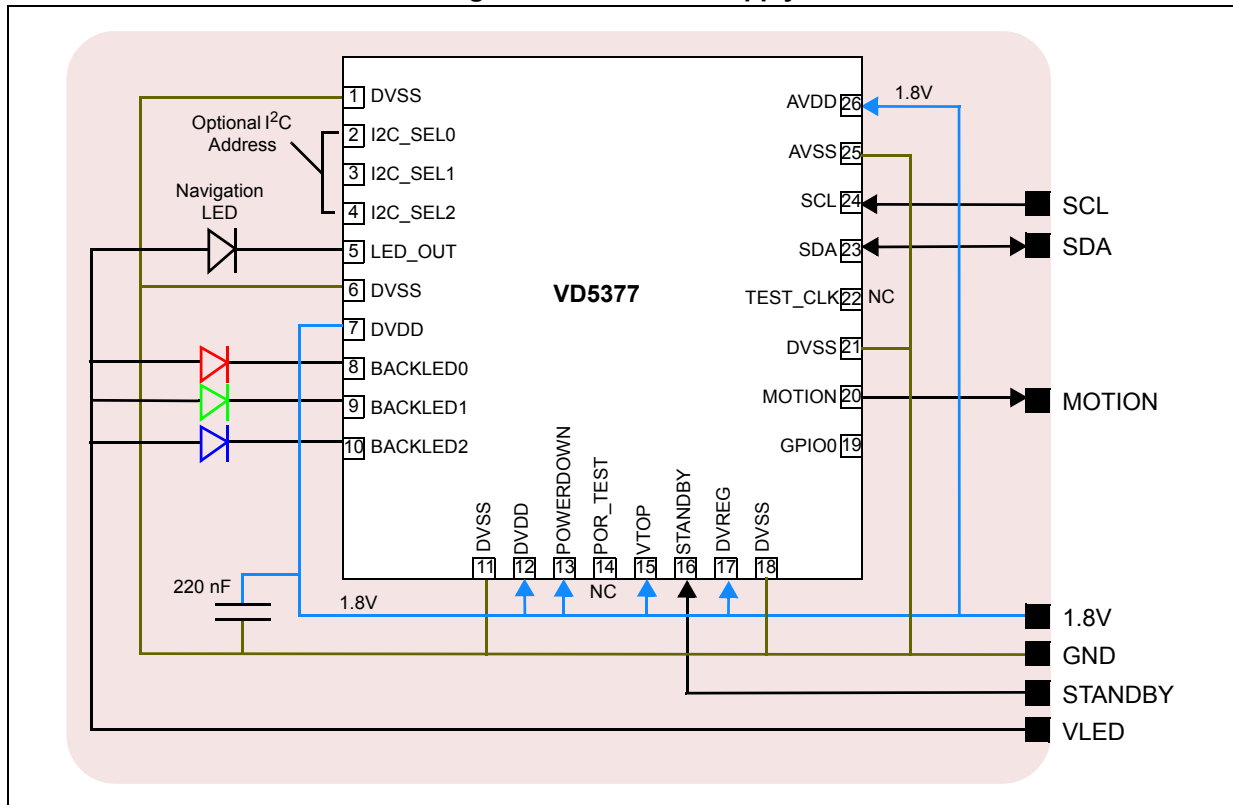 1 DVSS
Optional I²C
Address
2 I2C_SEL0
3 I2C_SEL1
4 I2C_SEL2
Navigation
LED
5 LED_OUT
6 DVSS
7 DVDD
8 BACKLED0
9 BACKLED1
10 BACKLED2
VD5377
AVDD 26
1.8V
AVSS 25
SCL 24
SCL
SDA 23
SDA
TEST_CLK 22 NC
DVSS 21
MOTION 20
MOTION
GPIO0 19
DVSS
DVDD
POWERDOWN
POR_TEST
VTOP
STANDBY
DVREG
DVSS
11 12 13 14 15 16 17 18
NC
220 nF
1.8V
1.8V
GND
STANDBY
VLED